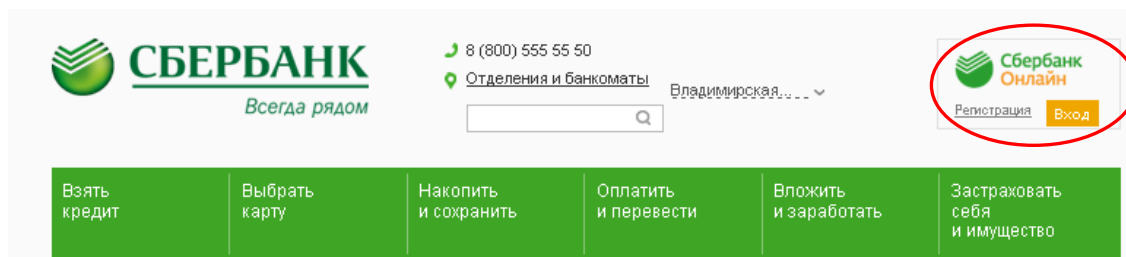 СБЕРБАНК
Всегда рядом
8 (800) 555 55 50
Отделения и банкоматы
Владимирская...
Сбербанк
Онлайн
Регистрация
Вход
Взять
кредит
Выбрать
карту
Накопить
и сохранить
Оплатить
и перевести
Вложить
и заработать
Застраховать
себя
и имущество